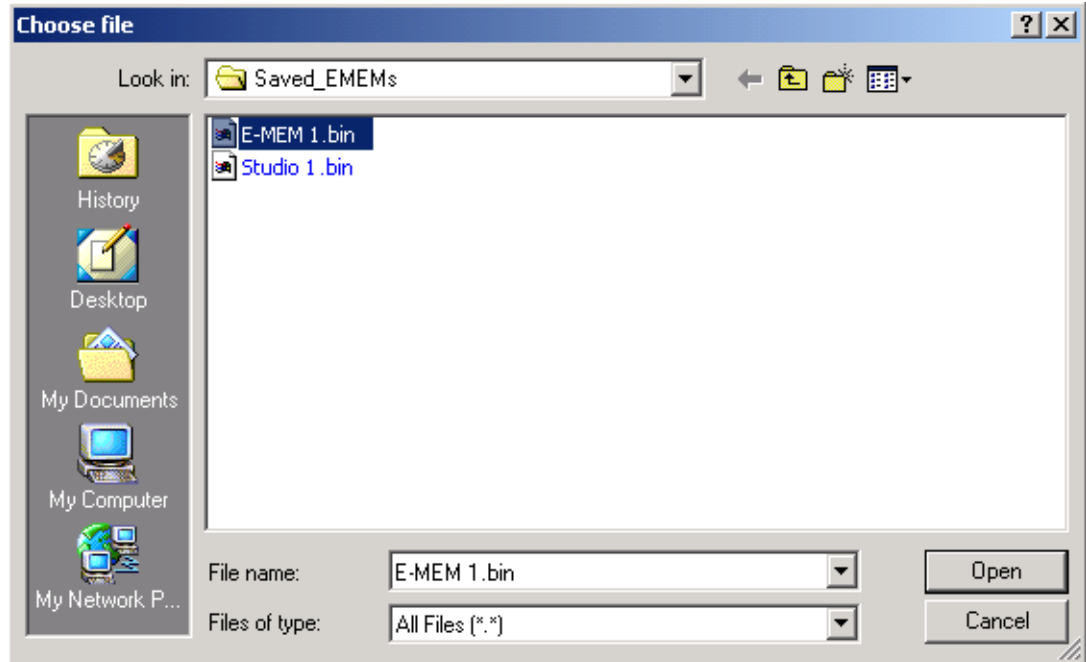 Choose file
Look in: Saved_EMEMs
E-MEM 1.bin
Studio 1.bin
History
Desktop
My Documents
My Computer
My Network P...
File name: E-MEM 1.bin Open
Files of type: All Files (*.*) Cancel